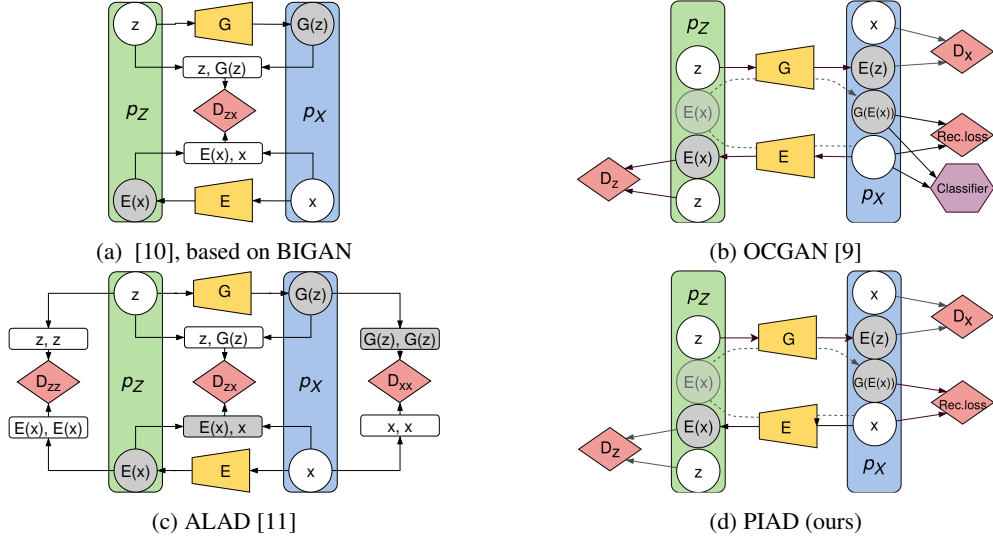 z
G
G(z)
z, G(z)
p_Z
D_zx
p_X
E(x), x
E(x)
E
x
(a) [10], based on BIGAN
p_Z
x
D_x
z
G
E(z)
E(x)
G(E(x))
Rec.loss
E(x)
E
D_z
z
p_X
Classifier
(b) OCGAN [9]
z
G
G(z)
z, z
z, G(z)
G(z), G(z)
D_zz
p_Z
D_zx
p_X
D_xx
E(x), E(x)
E(x), x
x, x
E(x)
E
x
(c) ALAD [11]
p_Z
x
D_x
z
G
E(z)
E(x)
G(E(x))
Rec.loss
E(x)
E
x
D_z
z
p_X
(d) PIAD (ours)